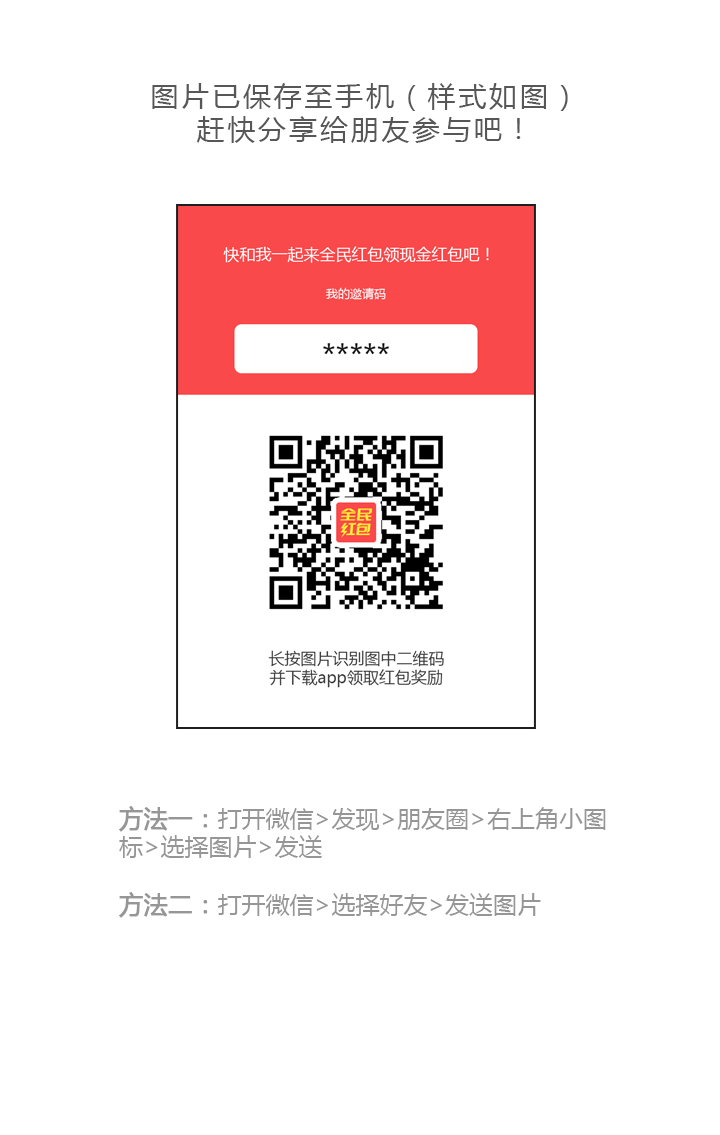 图片已保存至手机（样式如图）
赶快分享给朋友参与吧！
快和我一起来全民红包领现金红包吧！
我的邀请码
*****
全民
红包
长按图片识别图中二维码
并下载app领取红包奖励
方法一：打开微信>发现>朋友圈>右上角小图
标>选择图片>发送
方法二：打开微信>选择好友>发送图片